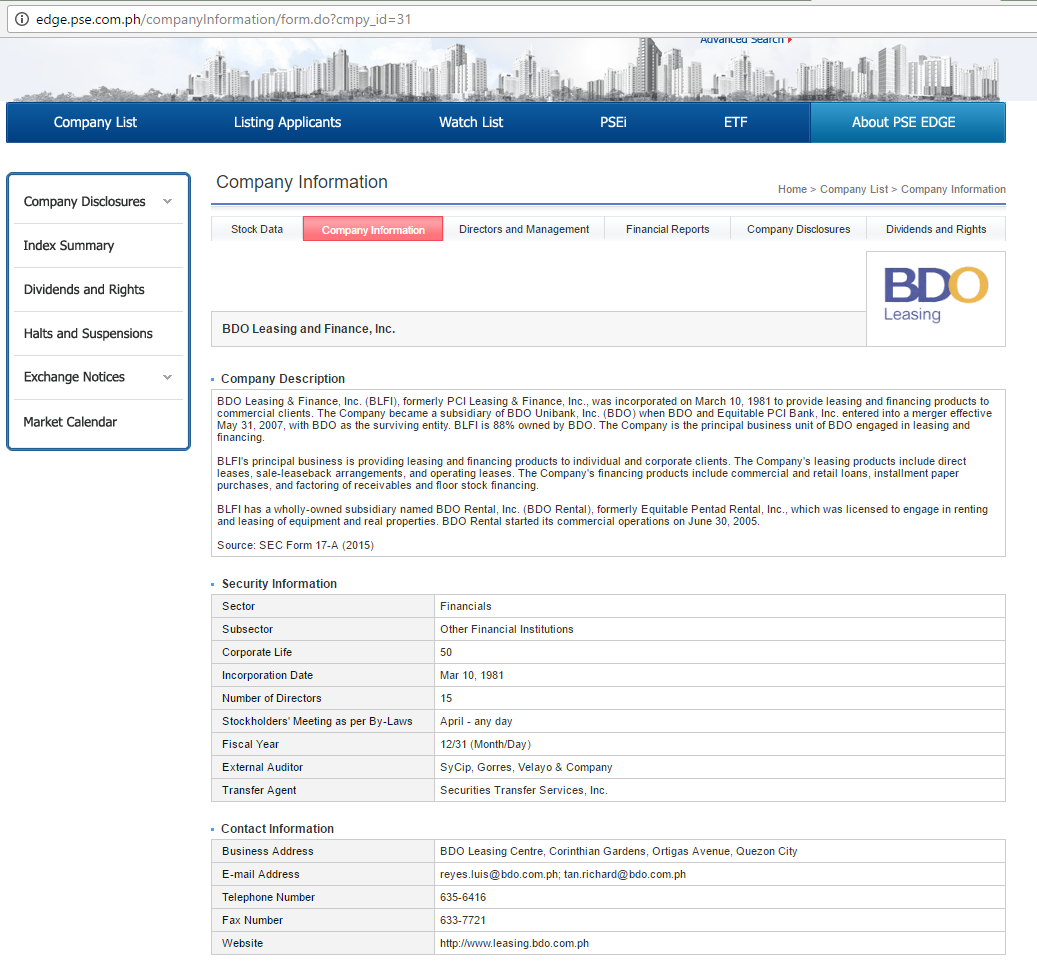 edge.pse.com.ph/companyInformation/form.do?cmpy_id=31
Advanced Search
Company List Listing Applicants Watch List PSEi ETF About PSE EDGE
Company Disclosures
Index Summary
Dividends and Rights
Halts and Suspensions
Exchange Notices
Market Calendar
Company Information
Home > Company List > Company Information
Stock Data Company Information Directors and Management Financial Reports Company Disclosures Dividends and Rights
BDO
Leasing
BDO Leasing and Finance, Inc.
Company Description
BDO Leasing & Finance, Inc. (BLFI), formerly PCI Leasing & Finance, Inc., was incorporated on March 10, 1981 to provide leasing and financing products to
commercial clients. The Company became a subsidiary of BDO Unibank, Inc. (BDO) when BDO and Equitable PCI Bank, Inc. entered into a merger effective
May 31, 2007, with BDO as the surviving entity. BLFI is 88% owned by BDO. The Company is the principal business unit of BDO engaged in leasing and
financing.
BLFI's principal business is providing leasing and financing products to individual and corporate clients. The Company's leasing products include direct
leases, sale-leaseback arrangements, and operating leases. The Company's financing products include commercial and retail loans, installment paper
purchases, and factoring of receivables and floor stock financing.
BLFI has a wholly-owned subsidiary named BDO Rental, Inc. (BDO Rental), formerly Equitable Pentad Rental, Inc., which was licensed to engage in renting
and leasing of equipment and real properties. BDO Rental started its commercial operations on June 30, 2005.
Source: SEC Form 17-A (2015)
Security Information
Sector Financials
Subsector Other Financial Institutions
Corporate Life 50
Incorporation Date Mar 10, 1981
Number of Directors 15
Stockholders' Meeting as per By-Laws April - any day
Fiscal Year 12/31 (Month/Day)
External Auditor SyCip, Gorres, Velayo & Company
Transfer Agent Securities Transfer Services, Inc.
Contact Information
Business Address BDO Leasing Centre, Corinthian Gardens, Ortigas Avenue, Quezon City
E-mail Address reyes.luis@bdo.com.ph; tan.richard@bdo.com.ph
Telephone Number 635-6416
Fax Number 633-7721
Website http://www.leasing.bdo.com.ph